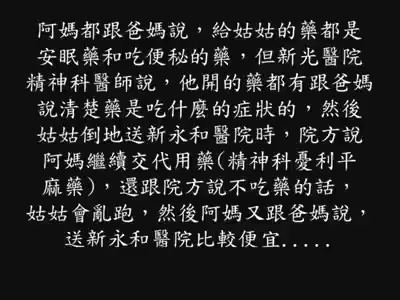 阿媽都跟爸媽說，給姑姑的藥都是
安眠藥和吃便秘的藥，但新光醫院
精神科醫師說，他開的藥都有跟爸媽
說清楚藥是吃什麼的症狀的，然後
姑姑倒地送新永和醫院時，院方說
阿媽繼續交代用藥(精神科憂利平
麻藥)，還跟院方說不吃藥的話，
姑姑會亂跑，然後阿媽又跟爸媽說，
送新永和醫院比較便宜.....